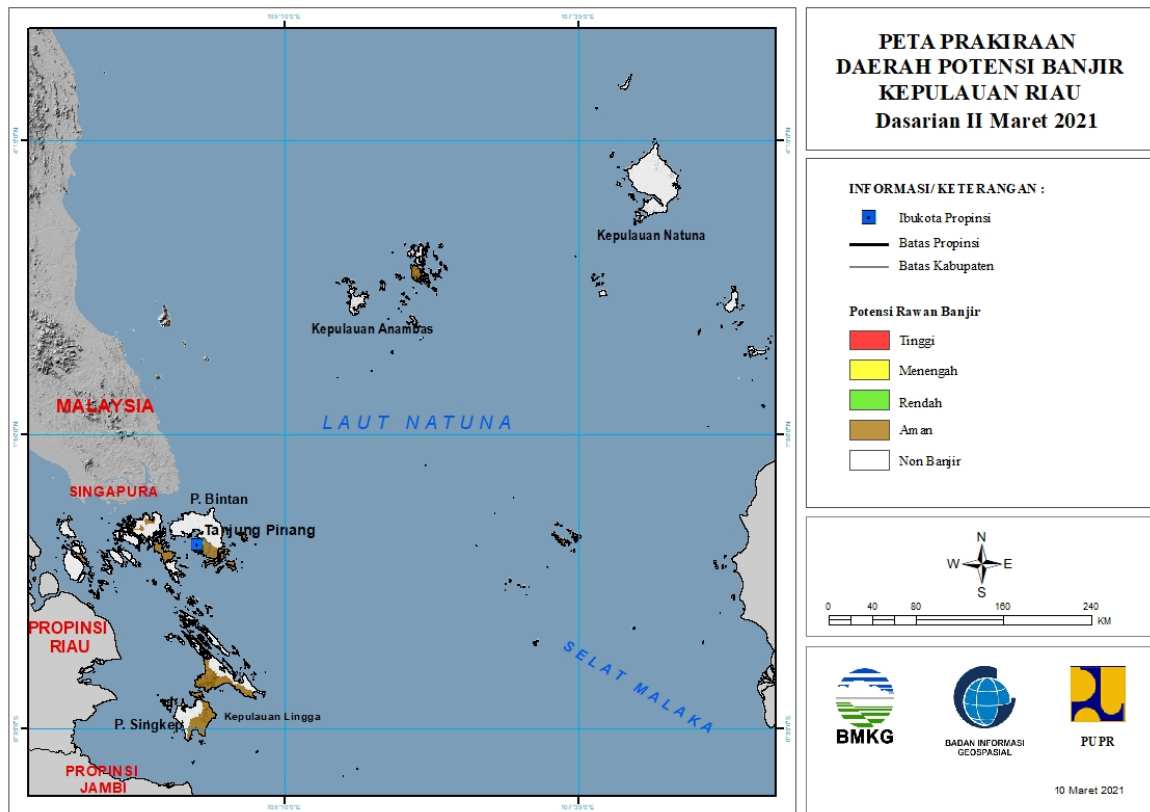 PETA PRAKIRAAN
DAERAH POTENSI BANJIR
KEPULAUAN RIAU
Dasarian II Maret 2021
INFORMASI/ KETERANGAN :
Ibukota Propinsi
Batas Propinsi
Batas Kabupaten
Potensi Rawan Banjir
Tinggi
Menengah
Rendah
Aman
Non Banjir
N
W E
S
0 40 80 160 240
KM
BMKG
BADAN INFORMASI
GEOSPASIAL
PUPR
10 Maret 2021
Kepulauan Natuna
Kepulauan Anambas
MALAYSIA
LAUT NATUNA
SINGAPURA
P. Bintan
Tanjung Pinang
PROPINSI
RIAU
SELAT MALAKA
Kepulauan Lingga
P. Singkep
PROPINSI
JAMBI